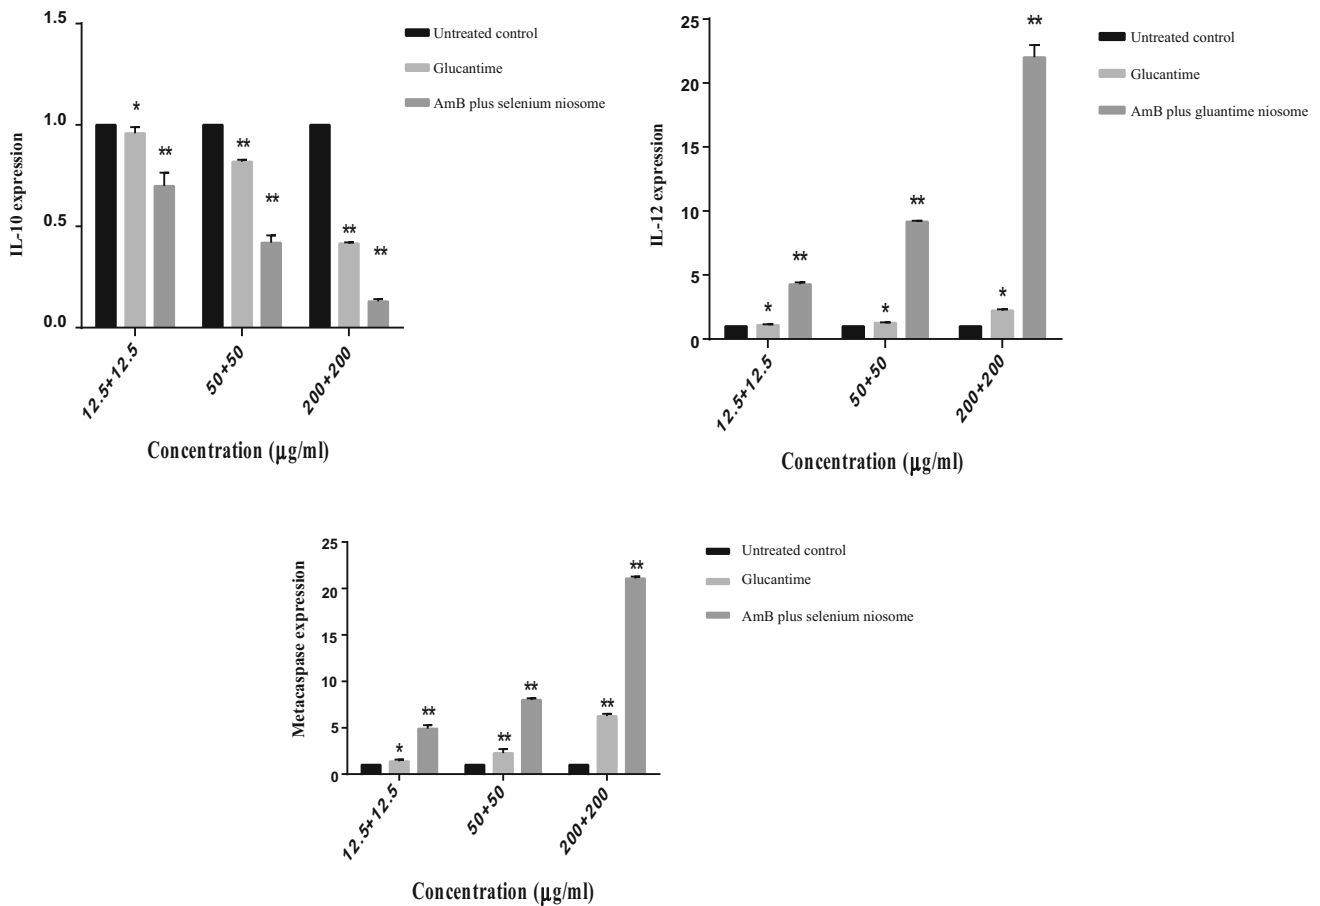 1.5
1.0
0.5
0.0
IL-10 expression
*
**
**
**
**
**
12.5+12.5
50+50
200+200
Concentration (μg/ml)
Untreated control
Glucantime
AmB plus selenium niosome
25
20
15
10
5
0
IL-12 expression
*
**
*
**
*
**
12.5+12.5
50+50
200+200
Concentration (μg/ml)
Untreated control
Glucantime
AmB plus gluantime niosome
25
20
15
10
5
0
Metacaspase expression
*
**
**
**
**
**
12.5+12.5
50+50
200+200
Concentration (μg/ml)
Untreated control
Glucantime
AmB plus selenium niosome